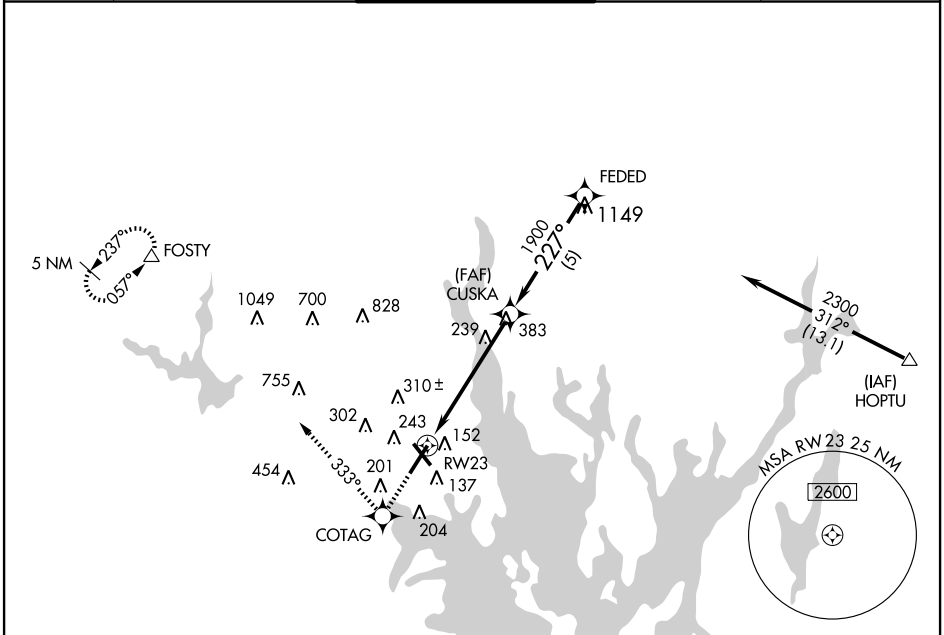 FEDED
1149
1900
227°
(5)
(FAF)
CUSKA
383
239
5 NM
237°
057°
FOSTY
1049
700
828
2300
312°
(13.1)
(IAF)
HOPTU
755
310 ±
302
243
152
RW23
137
454
201
333°
COTAG
204
MSA RW23 25 NM
2600